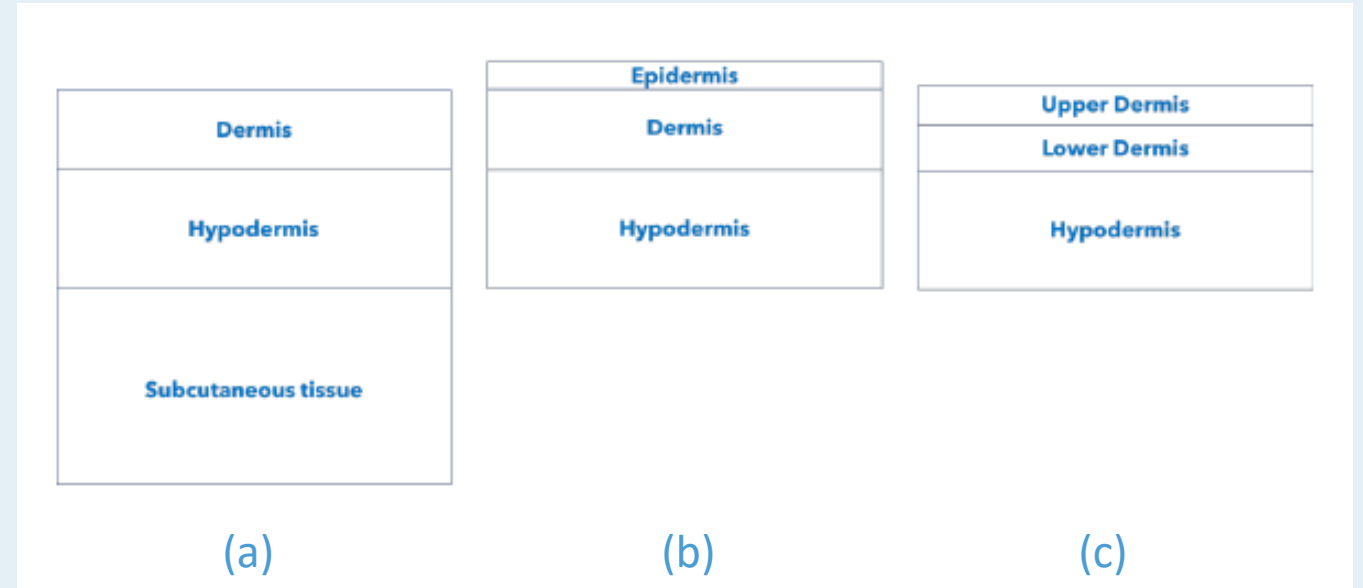 Dermis
Hypodermis
Subcutaneous tissue
(a)
Epidermis
Dermis
Hypodermis
(b)
Upper Dermis
Lower Dermis
Hypodermis
(c)